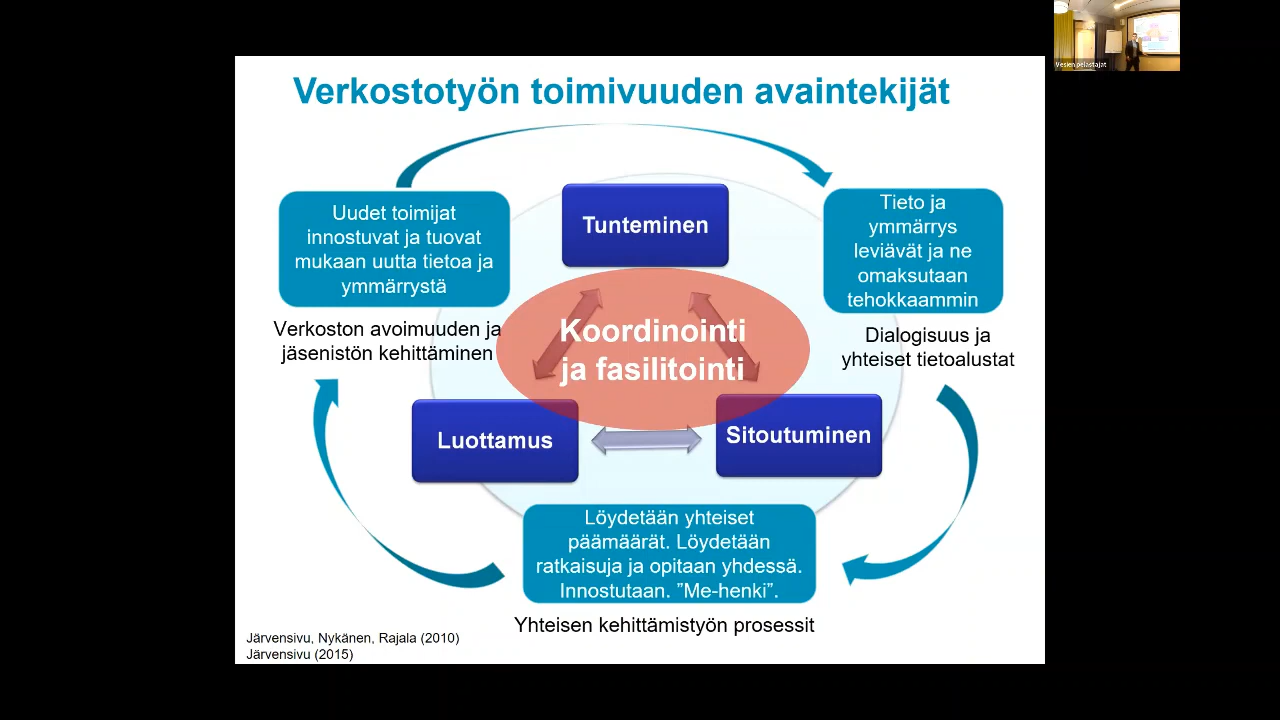 Verkostotyön toimivuuden avaintekijät
Uudet toimijat
innostuvat ja tuovat
mukaan uutta tietoa ja
ymmärrystä
Verkoston avoimuuden ja
jäsenistön kehittäminen
Tunteminen
Tieto ja
ymmärrys
leviävät ja ne
omaksutaan
tehokkaammin
Dialogisuus ja
yhteiset tietoalustat
Koordinointi
ja fasilitointi
Luottamus
Sitoutuminen
Löydetään yhteiset
päämäärät. Löydetään
ratkaisuja ja opitaan yhdessä.
Innostutaan. ”Me-henki”.
Yhteisen kehittämistyön prosessit
Järvensivu, Nykänen, Rajala (2010)
Järvensivu (2015)
Vesien pelastajat